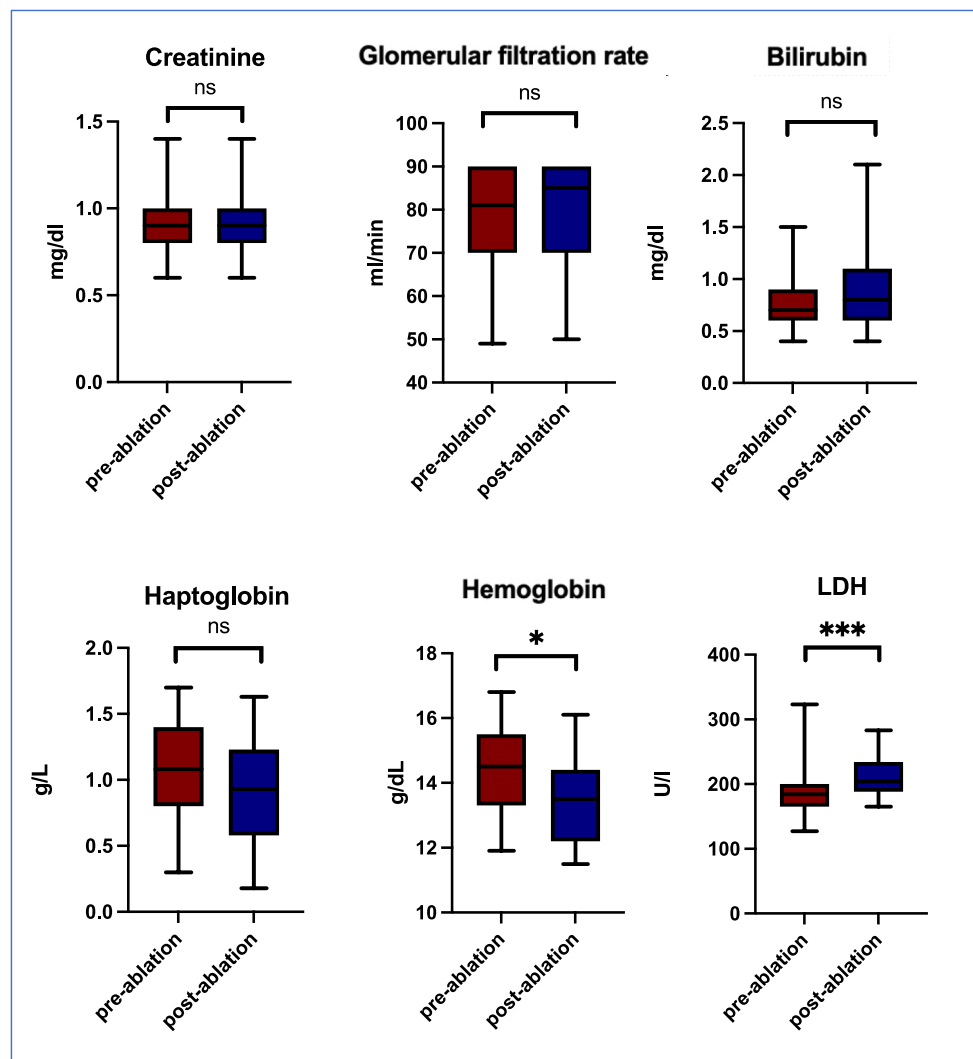 Creatinine
ns
mg/dl
1.5
1.0
0.5
0.0
pre-ablation
post-ablation
Glomerular filtration rate
ns
ml/min
100
90
80
70
60
50
40
pre-ablation
post-ablation
Bilirubin
ns
mg/dl
2.5
2.0
1.5
1.0
0.5
0.0
pre-ablation
post-ablation
Haptoglobin
ns
g/L
2.0
1.5
1.0
0.5
0.0
pre-ablation
post-ablation
Hemoglobin
*
g/dL
18
16
14
12
10
pre-ablation
post-ablation
LDH
***
U/l
400
300
200
100
0
pre-ablation
post-ablation